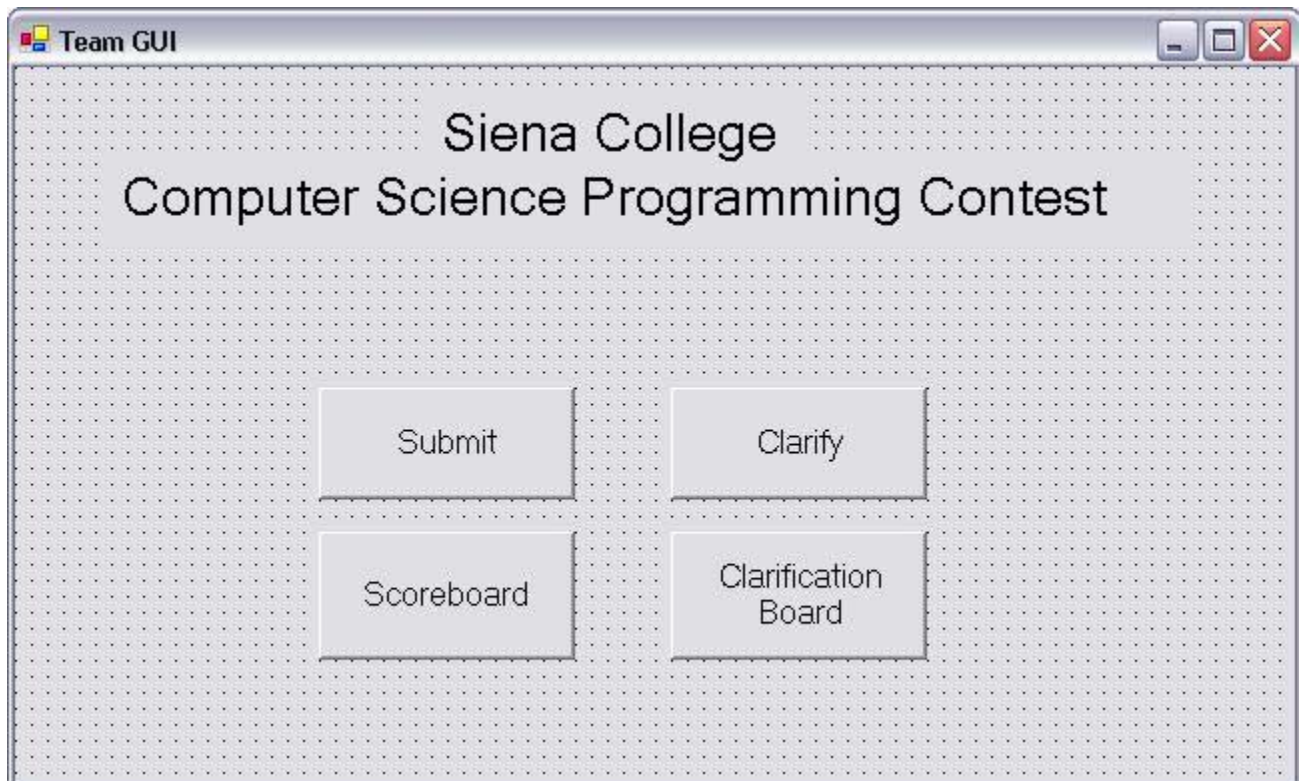 Team GUI
Siena College
Computer Science Programming Contest
Submit
Clarify
Scoreboard
Clarification
Board